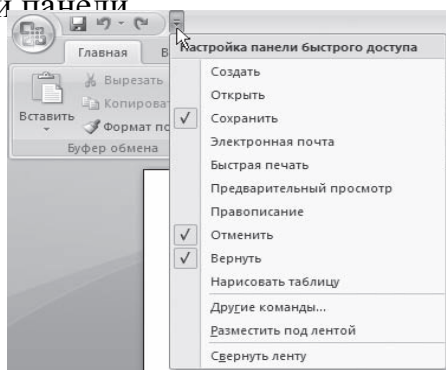 и панели
Главная В
Настройка панели быстрого доступа
Вырезать
Копироват
Формат по
Вставить
Буфер обмена
Создать
Открыть
Сохранить
Электронная почта
Быстрая печать
Предварительный просмотр
Правописание
Отменить
Вернуть
Нарисовать таблицу
Другие команды...
Разместить под лентой
Свернуть ленту